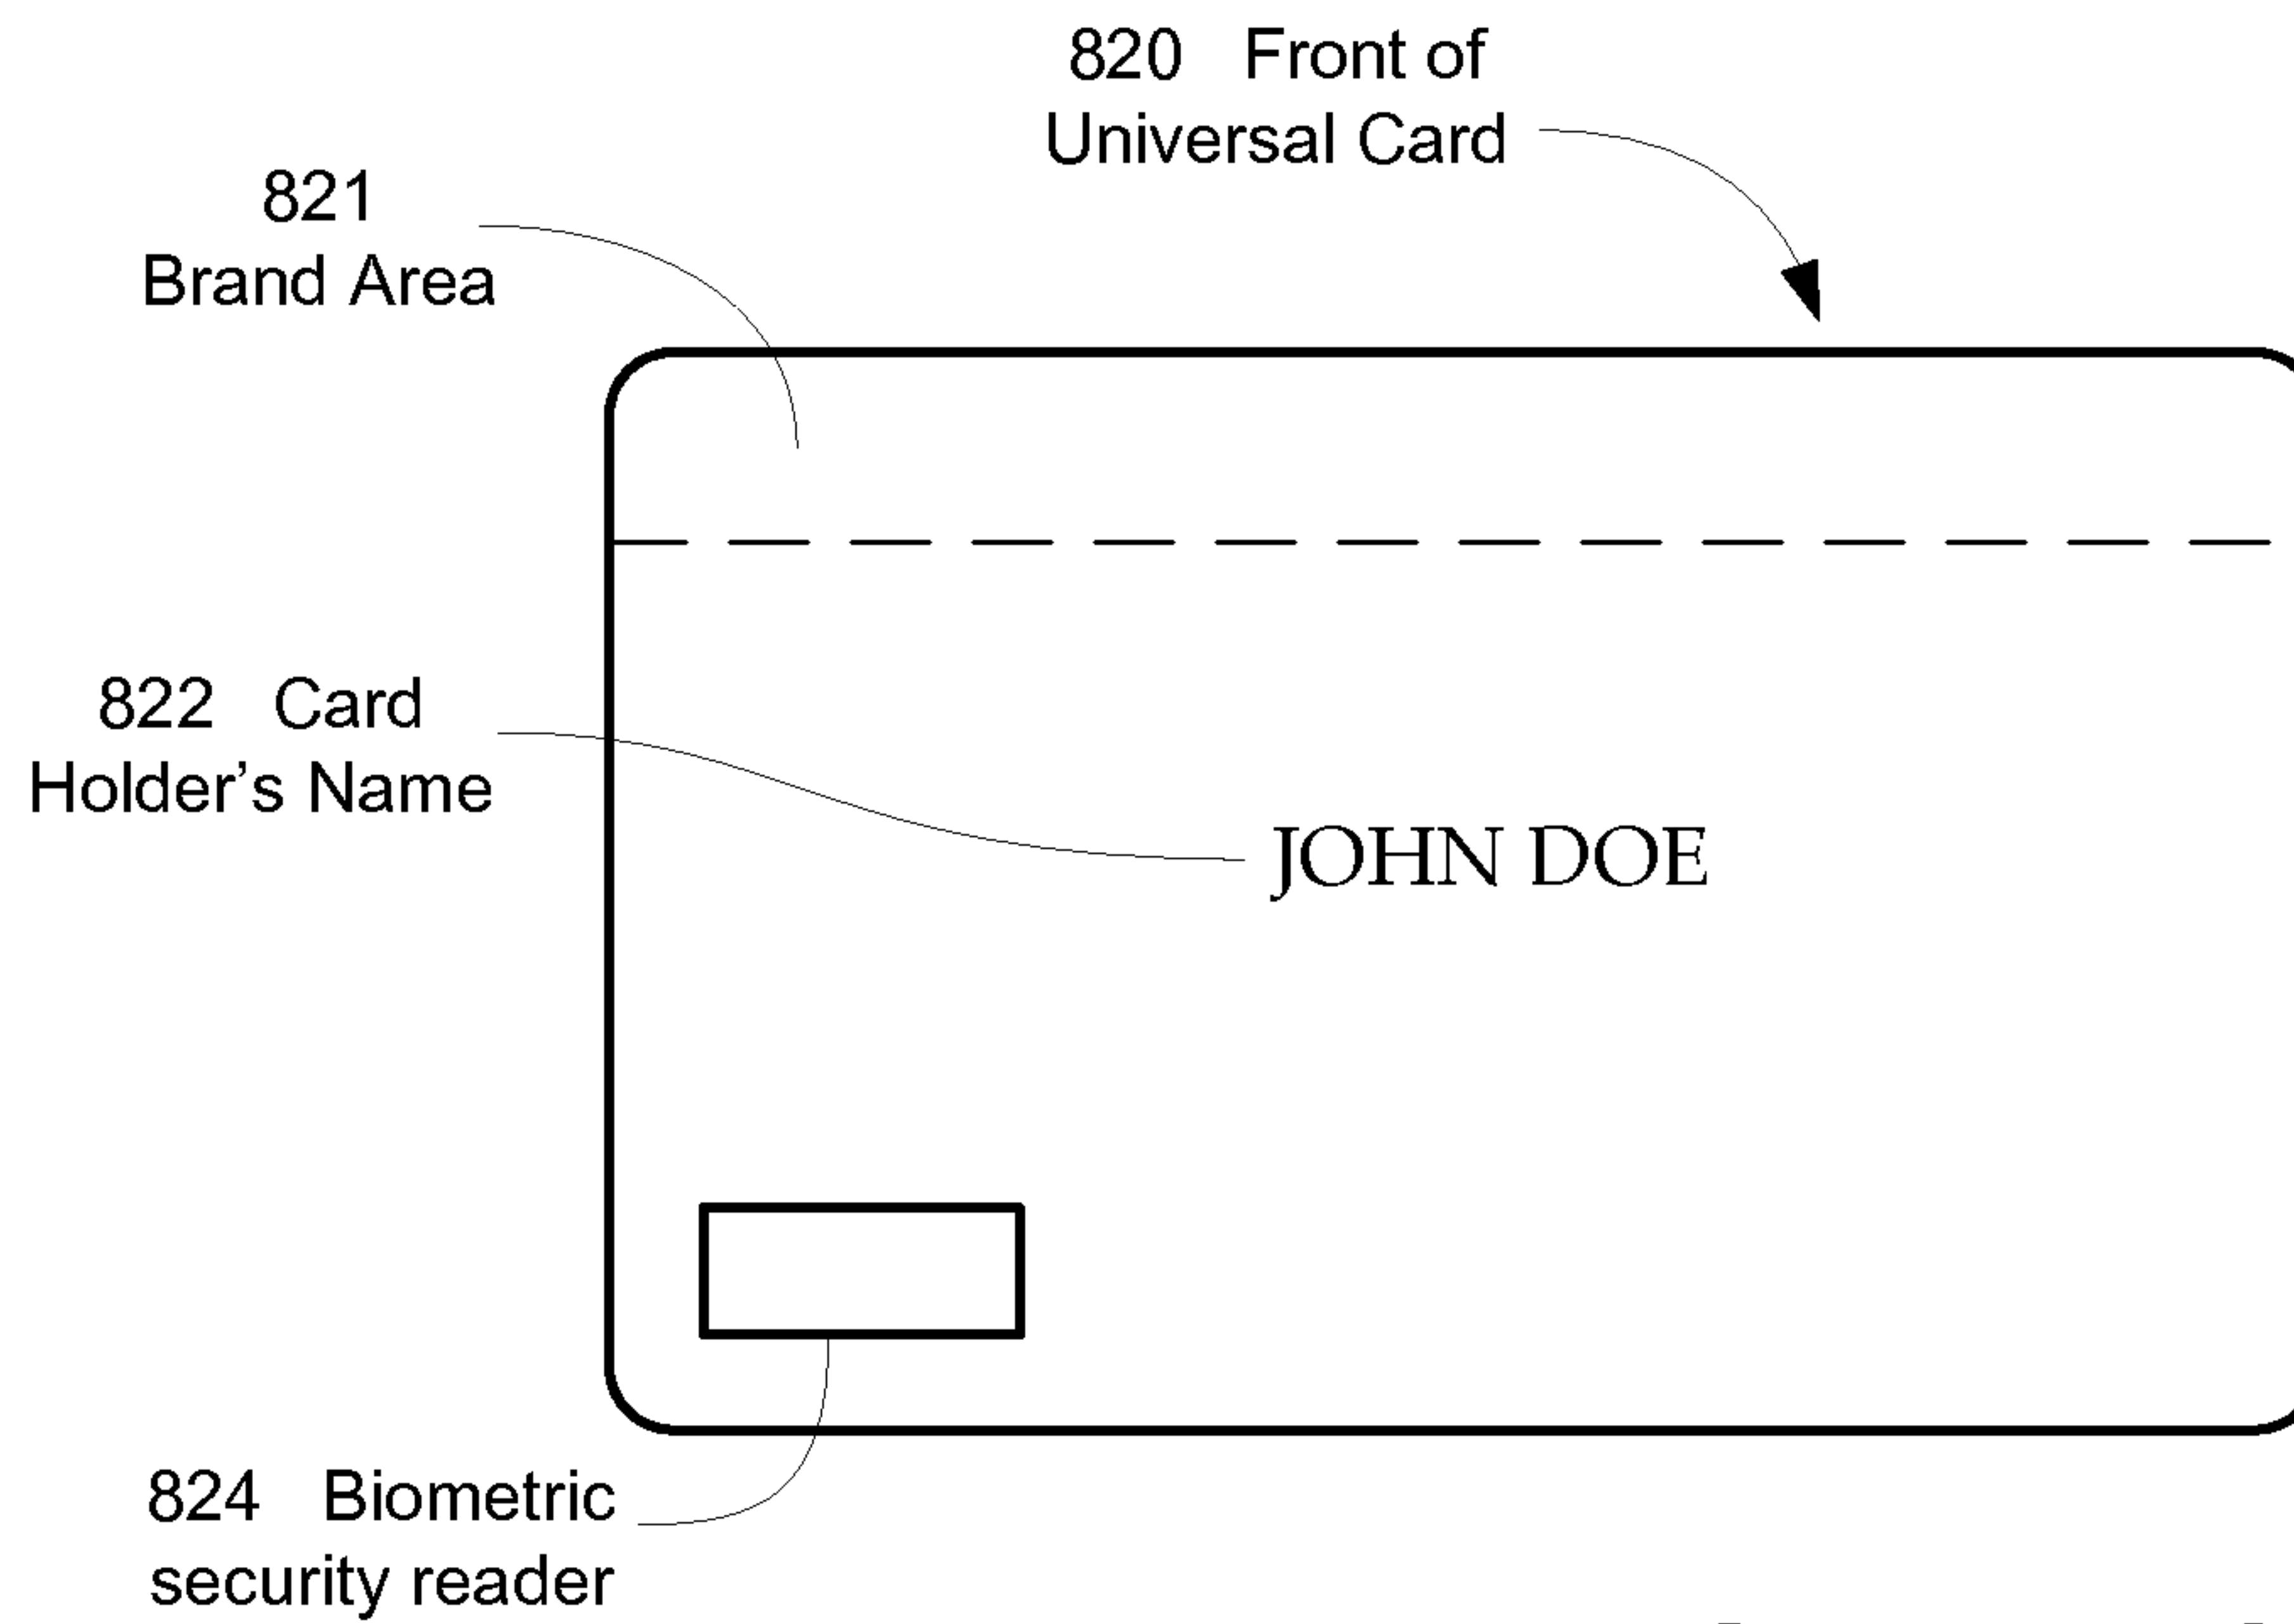 820 Front of
Universal Card
821
Brand Area
822 Card
Holder’s Name
JOHN DOE
824 Biometric
security reader